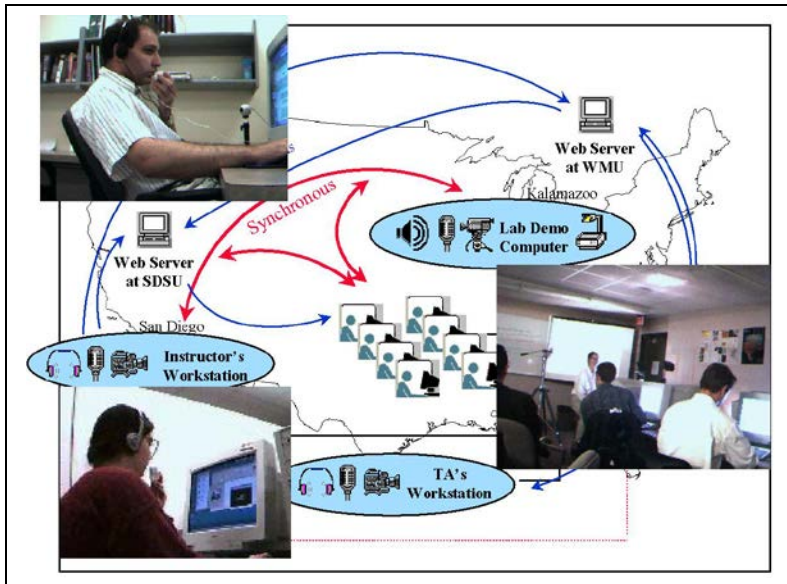 Web Server
at WMU
Kalamazoo
Synchronous
Lab Demo
Computer
Web Server
at SDSU
San Diego
Instructor's
Workstation
TA's
Workstation